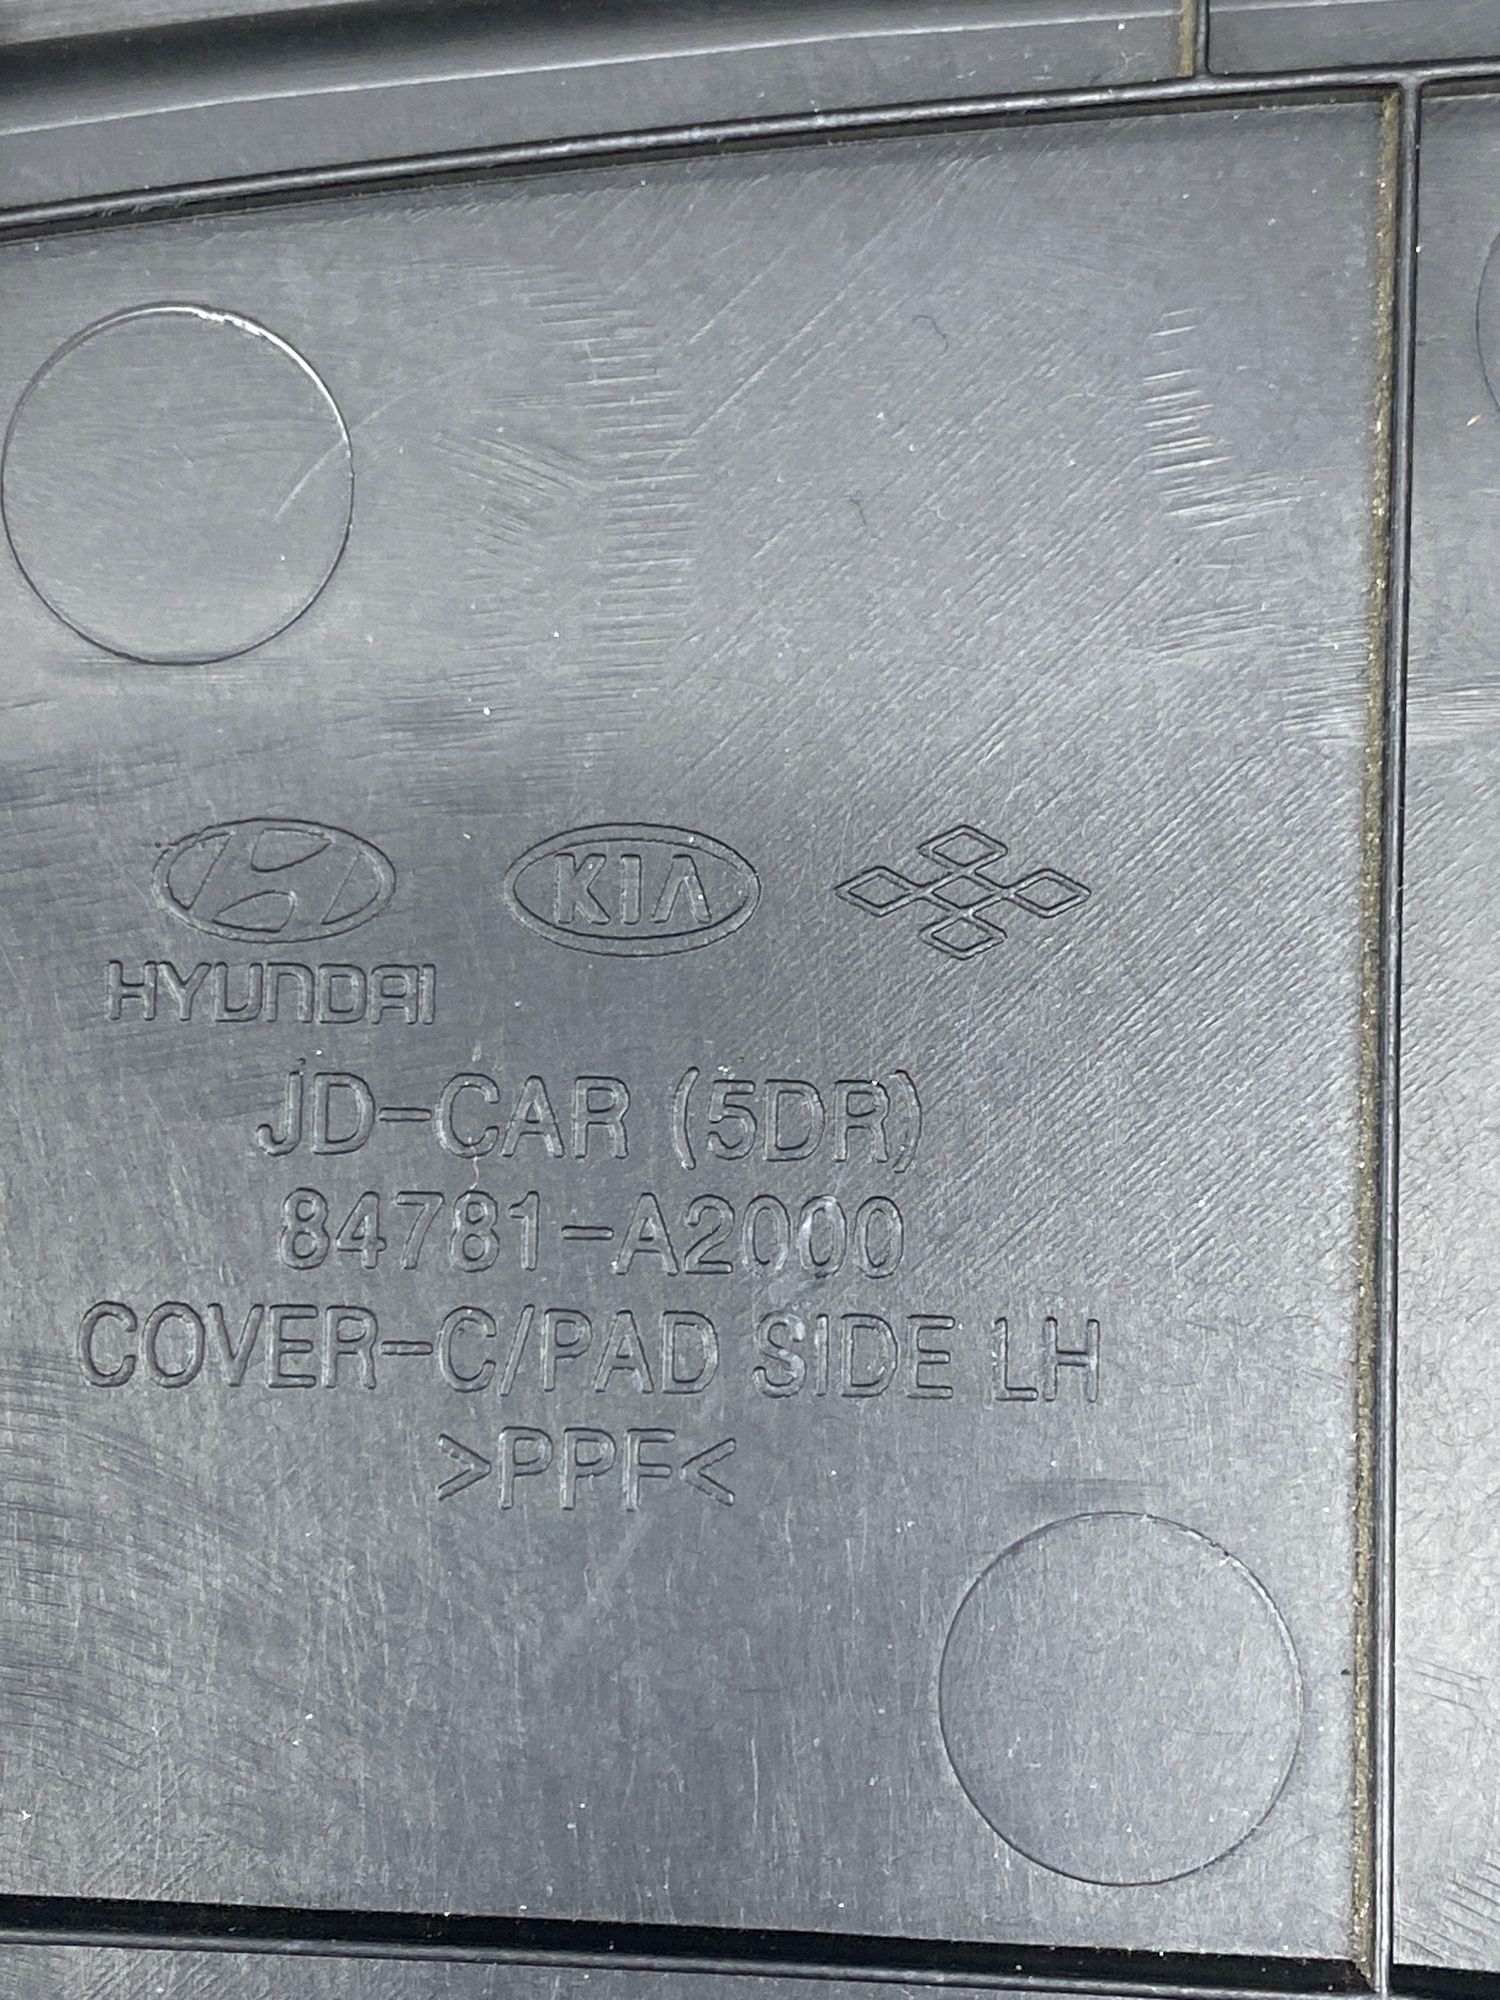 KIA
HYUNDAI
JD-CAR (5DR)
84781-A2000
COVER-C/PAD SIDE LH
>PPF<